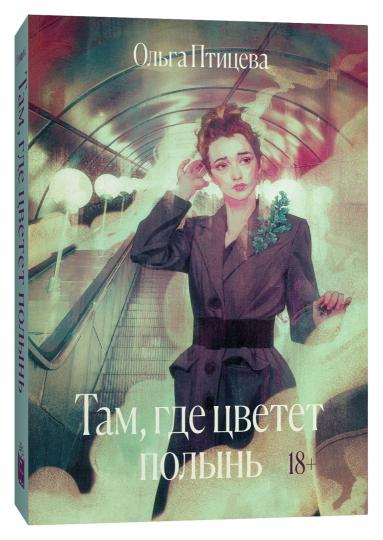 Ольга Птицева
Там, где цветет
полынь
18+
Там, где цветет полынь